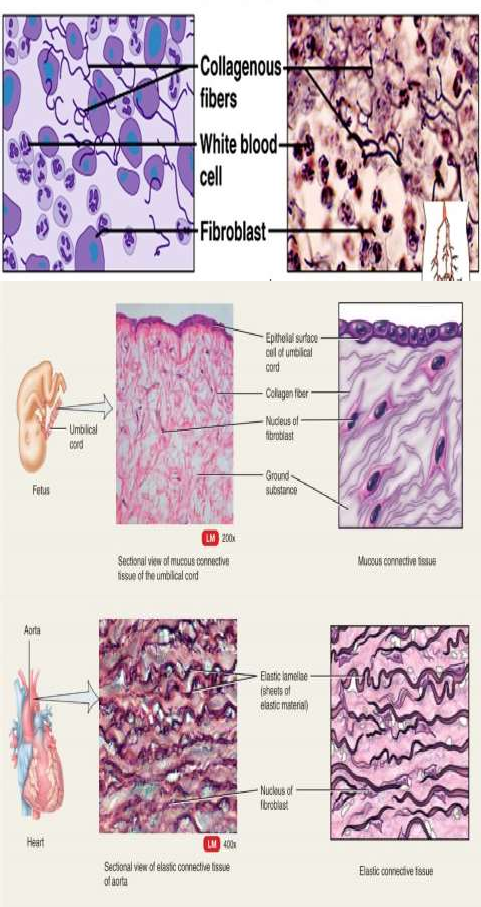 Collagenous
fibers
White blood
cell
Fibroblast
Epithelial surface
cell of umbilical
cord
Collagen fiber
Nucleus of
fibroblast
Umbilical
cord
Ground
substance
Fetus
LM 200x
Sectional view of mucous connective
tissue of the umbilical cord
Mucous connective tissue
Aorta
Elastic lamellae
(sheets of
elastic material)
Nucleus of
fibroblast
Heart
LM 400x
Sectional view of elastic connective tissue
of aorta
Elastic connective tissue